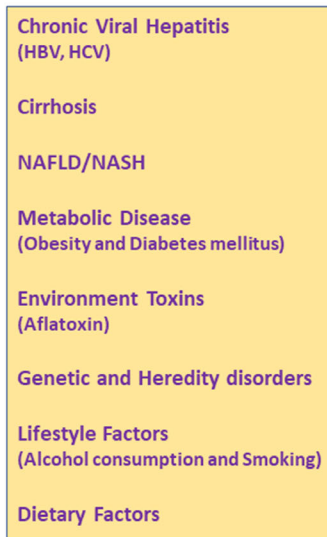 Chronic Viral Hepatitis
(HBV, HCV)
Cirrhosis
NAFLD/NASH
Metabolic Disease
(Obesity and Diabetes mellitus)
Environment Toxins
(Aflatoxin)
Genetic and Heredity disorders
Lifestyle Factors
(Alcohol consumption and Smoking)
Dietary Factors